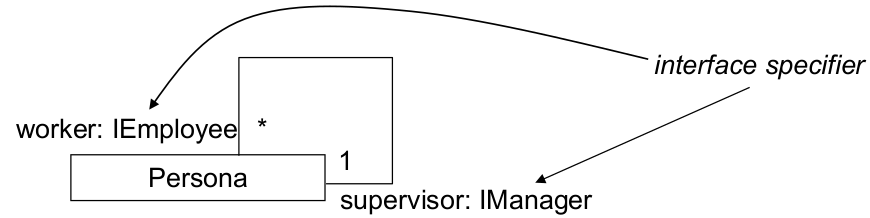 interface specifier
worker: IEmployee *
1
Persona
supervisor: IManager